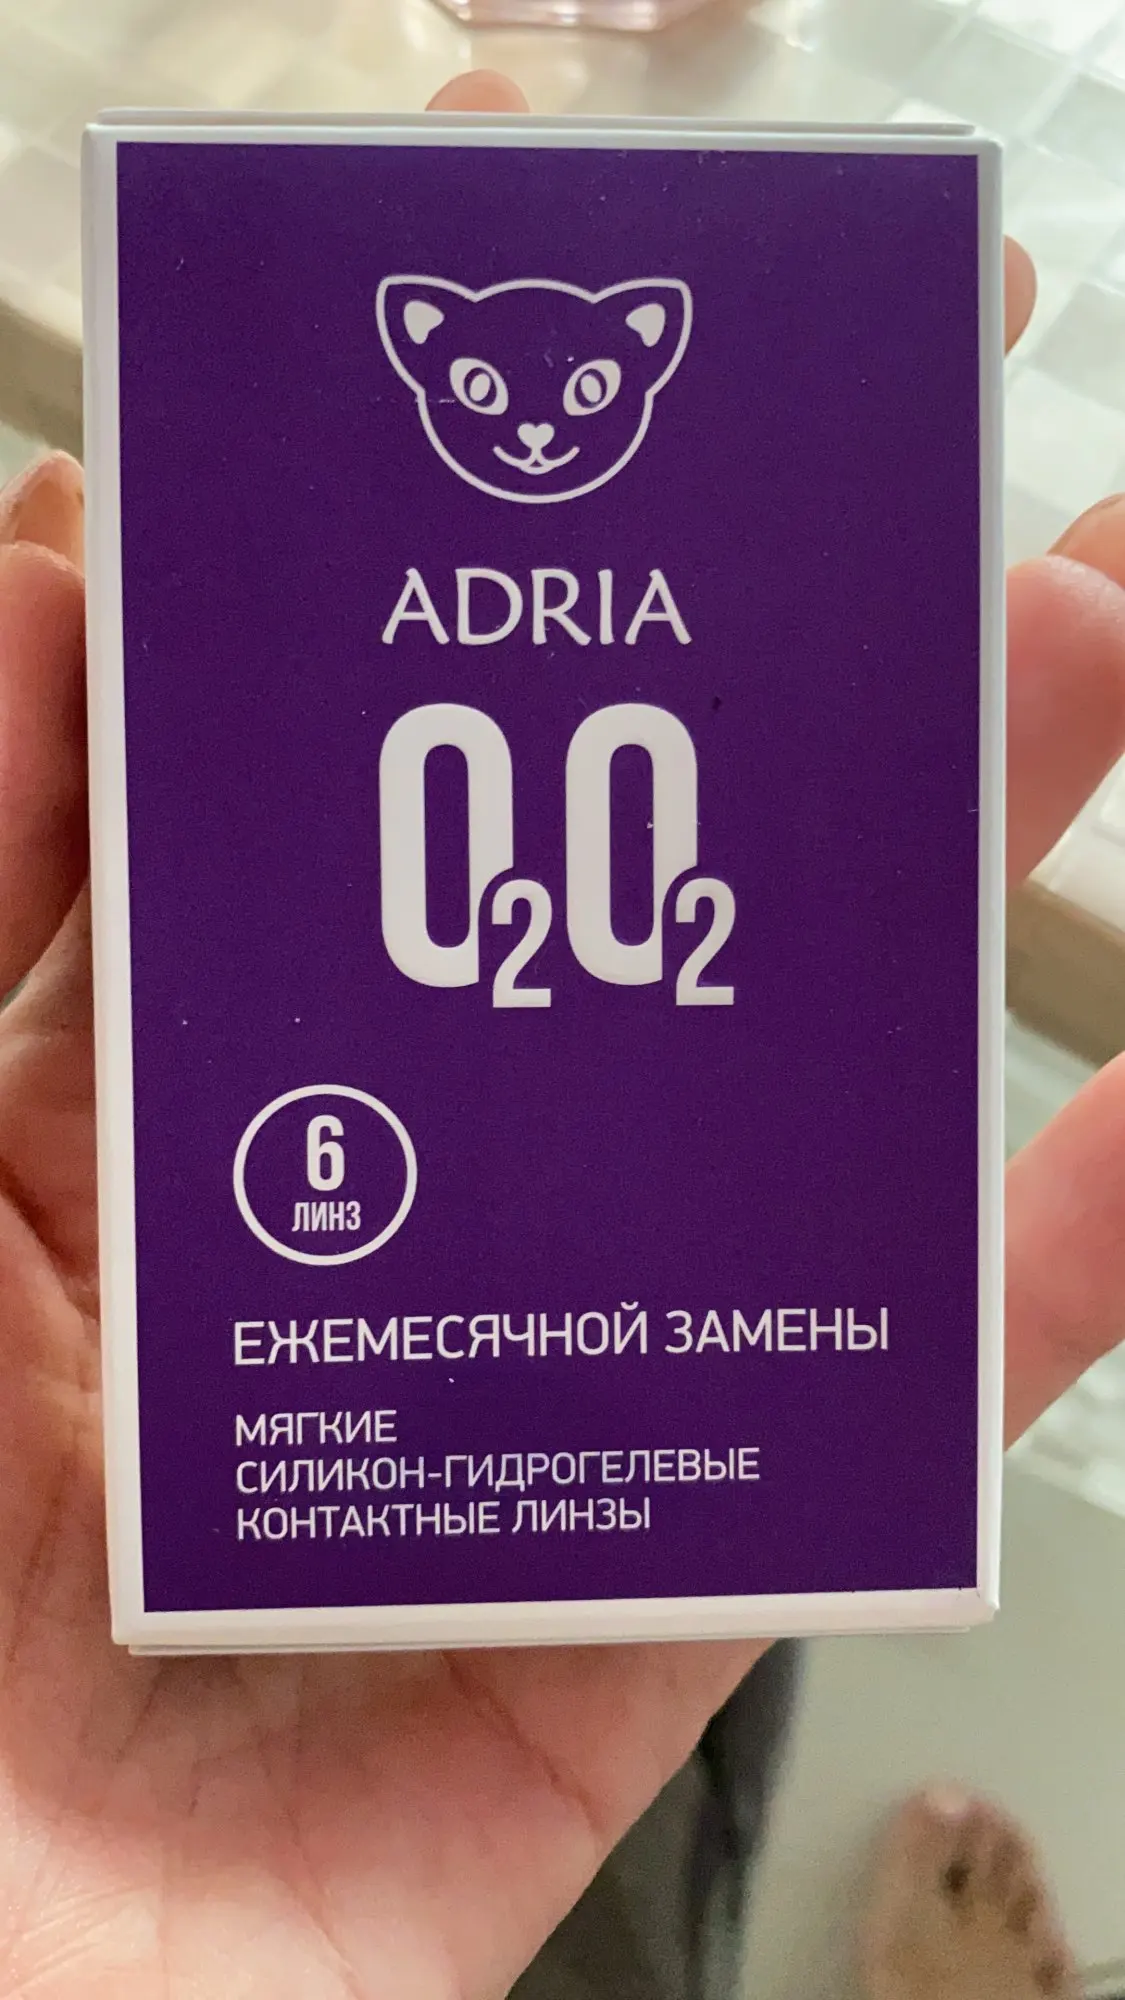 ADRIA
O₂O₂
6
ЛИНЗ
ЕЖЕМЕСЯЧНОЙ ЗАМЕНЫ
МЯГКИЕ
СИЛИКОН-ГИДРОГЕЛЕВЫЕ
КОНТАКТНЫЕ ЛИНЗЫ